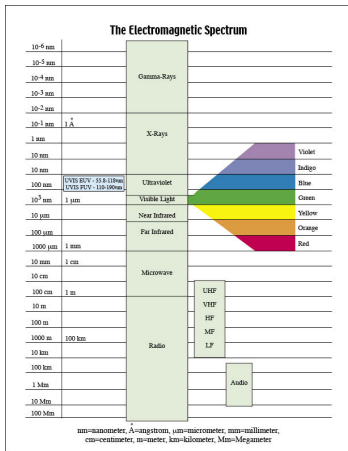 The Electromagnetic Spectrum
10⁻⁶ nm
10⁻⁵ nm
10⁻⁴ nm
10⁻³ nm
10⁻² nm
10⁻¹ nm 1 Å
1 nm
10 nm
10 nm
100 nm
10³ nm 1 μm
10 μm
100 μm
1000 μm 1 mm
10 mm 1 cm
10 cm
100 cm 1 m
10 m
100 m
1000 m 100 km
10 km
100 km
1 Mm
10 Mm
100 Mm
UVIS EUV - 55.8-118nm
UVIS FUV - 110-190nm
Gamma-Rays
X-Rays
Ultraviolet
Visible Light
Near Infrared
Far Infrared
Microwave
Radio
Violet
Indigo
Blue
Green
Yellow
Orange
Red
UHF
VHF
HF
MF
LF
Audio
nm=nanometer, Å=angstrom, μm=micrometer, mm=millimeter,
cm=centimeter, m=meter, km=kilometer, Mm=Megameter